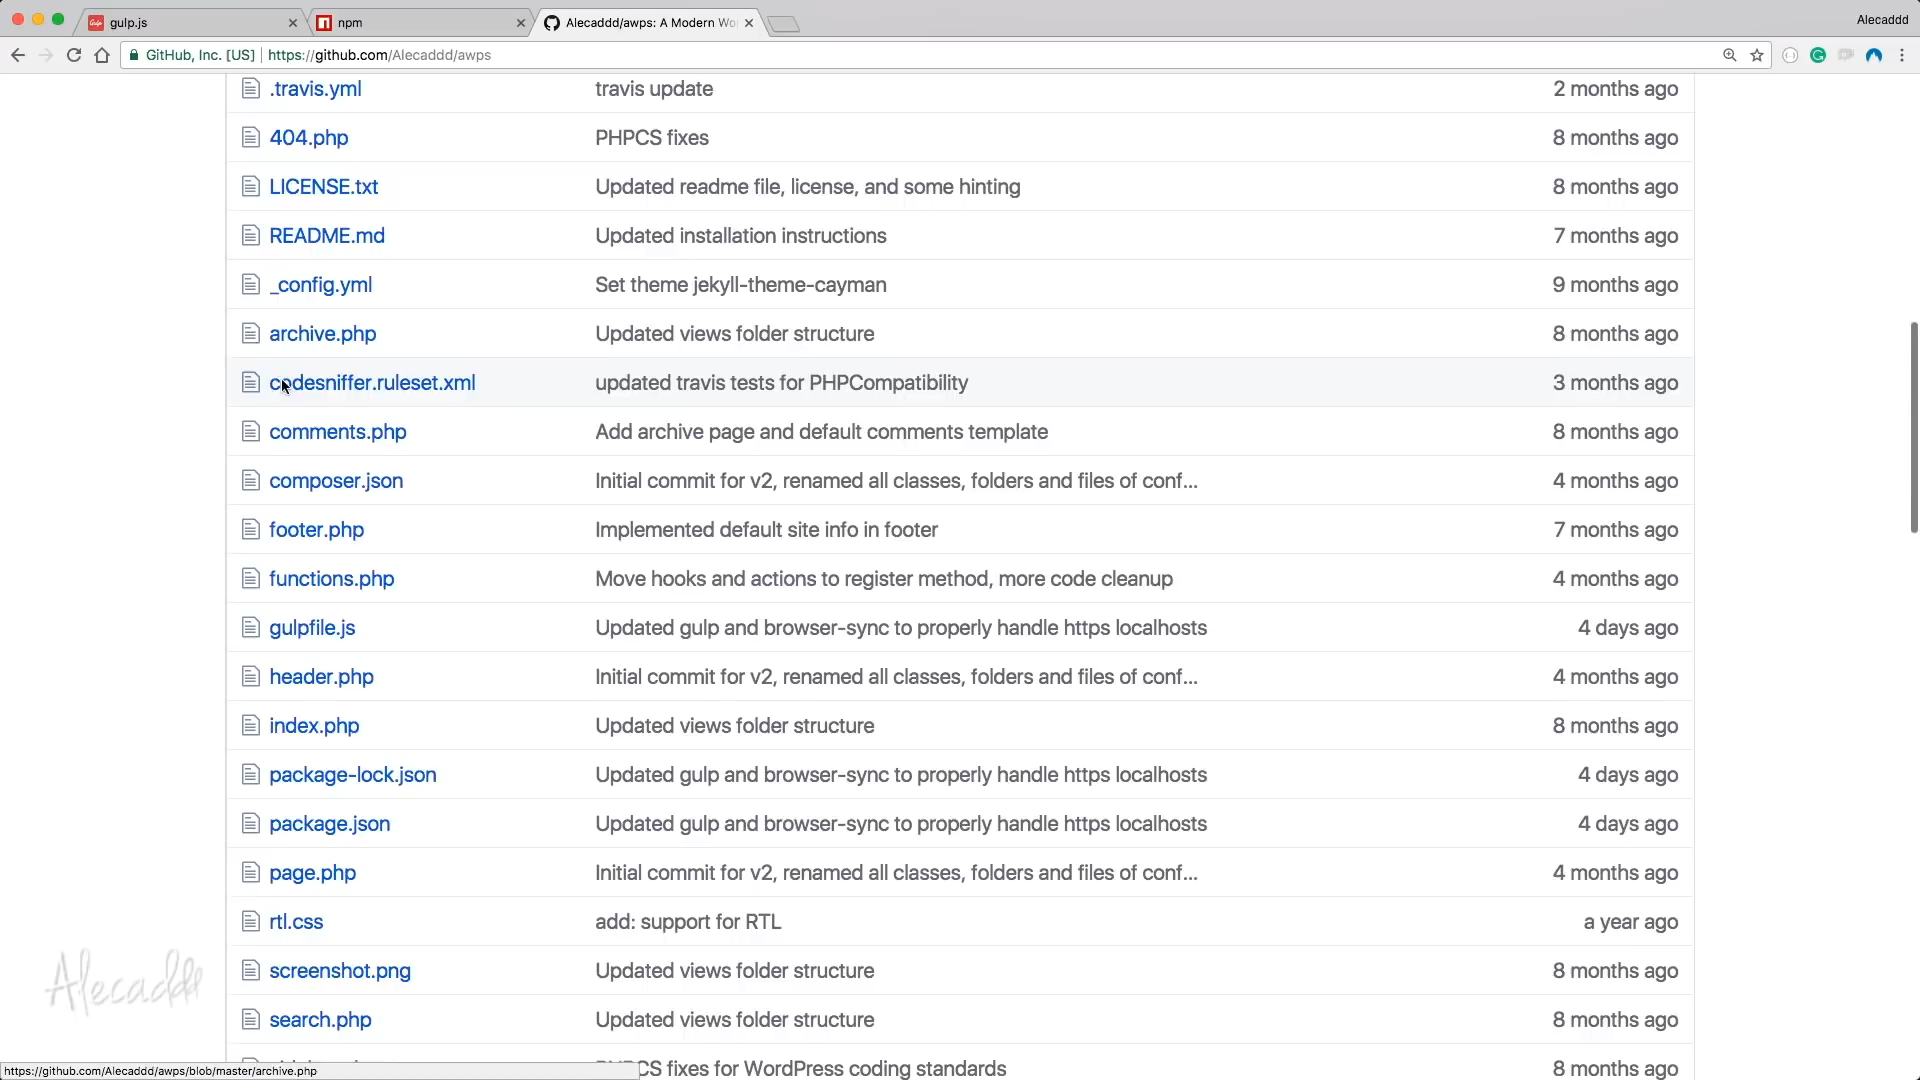 gulp.js
npm
Alecaddd/awps: A Modern Wo
Alecaddd
GitHub, Inc. [US] https://github.com/Alecaddd/awps
.travis.yml travis update 2 months ago
404.php PHPCS fixes 8 months ago
LICENSE.txt Updated readme file, license, and some hinting 8 months ago
README.md Updated installation instructions 7 months ago
_config.yml Set theme jekyll-theme-cayman 9 months ago
archive.php Updated views folder structure 8 months ago
codesniffer.ruleset.xml updated travis tests for PHPCompatibility 3 months ago
comments.php Add archive page and default comments template 8 months ago
composer.json Initial commit for v2, renamed all classes, folders and files of conf... 4 months ago
footer.php Implemented default site info in footer 7 months ago
functions.php Move hooks and actions to register method, more code cleanup 4 months ago
gulpfile.js Updated gulp and browser-sync to properly handle https localhosts 4 days ago
header.php Initial commit for v2, renamed all classes, folders and files of conf... 4 months ago
index.php Updated views folder structure 8 months ago
package-lock.json Updated gulp and browser-sync to properly handle https localhosts 4 days ago
package.json Updated gulp and browser-sync to properly handle https localhosts 4 days ago
page.php Initial commit for v2, renamed all classes, folders and files of conf... 4 months ago
rtl.css add: support for RTL a year ago
screenshot.png Updated views folder structure 8 months ago
search.php Updated views folder structure 8 months ago
fixes for WordPress coding standards 8 months ago
https://github.com/Alecaddd/awps/blob/master/archive.php
Alecaddd